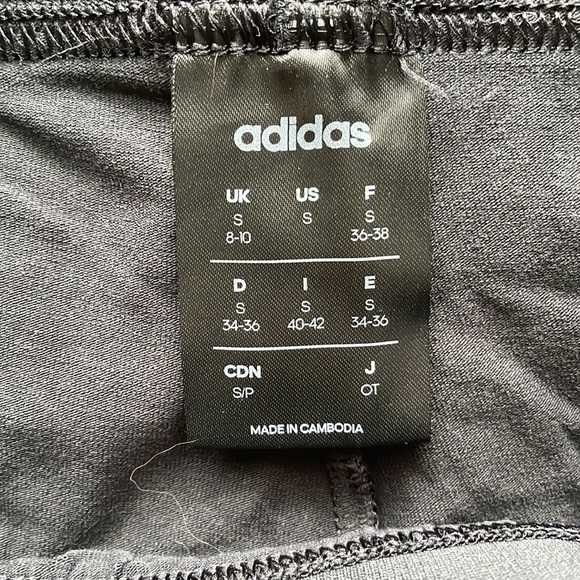 adidas
UK US F
S S S
8-10 36-38
D I E
S S S
34-36 40-42 34-36
CDN J
S/P OT
MADE IN CAMBODIA